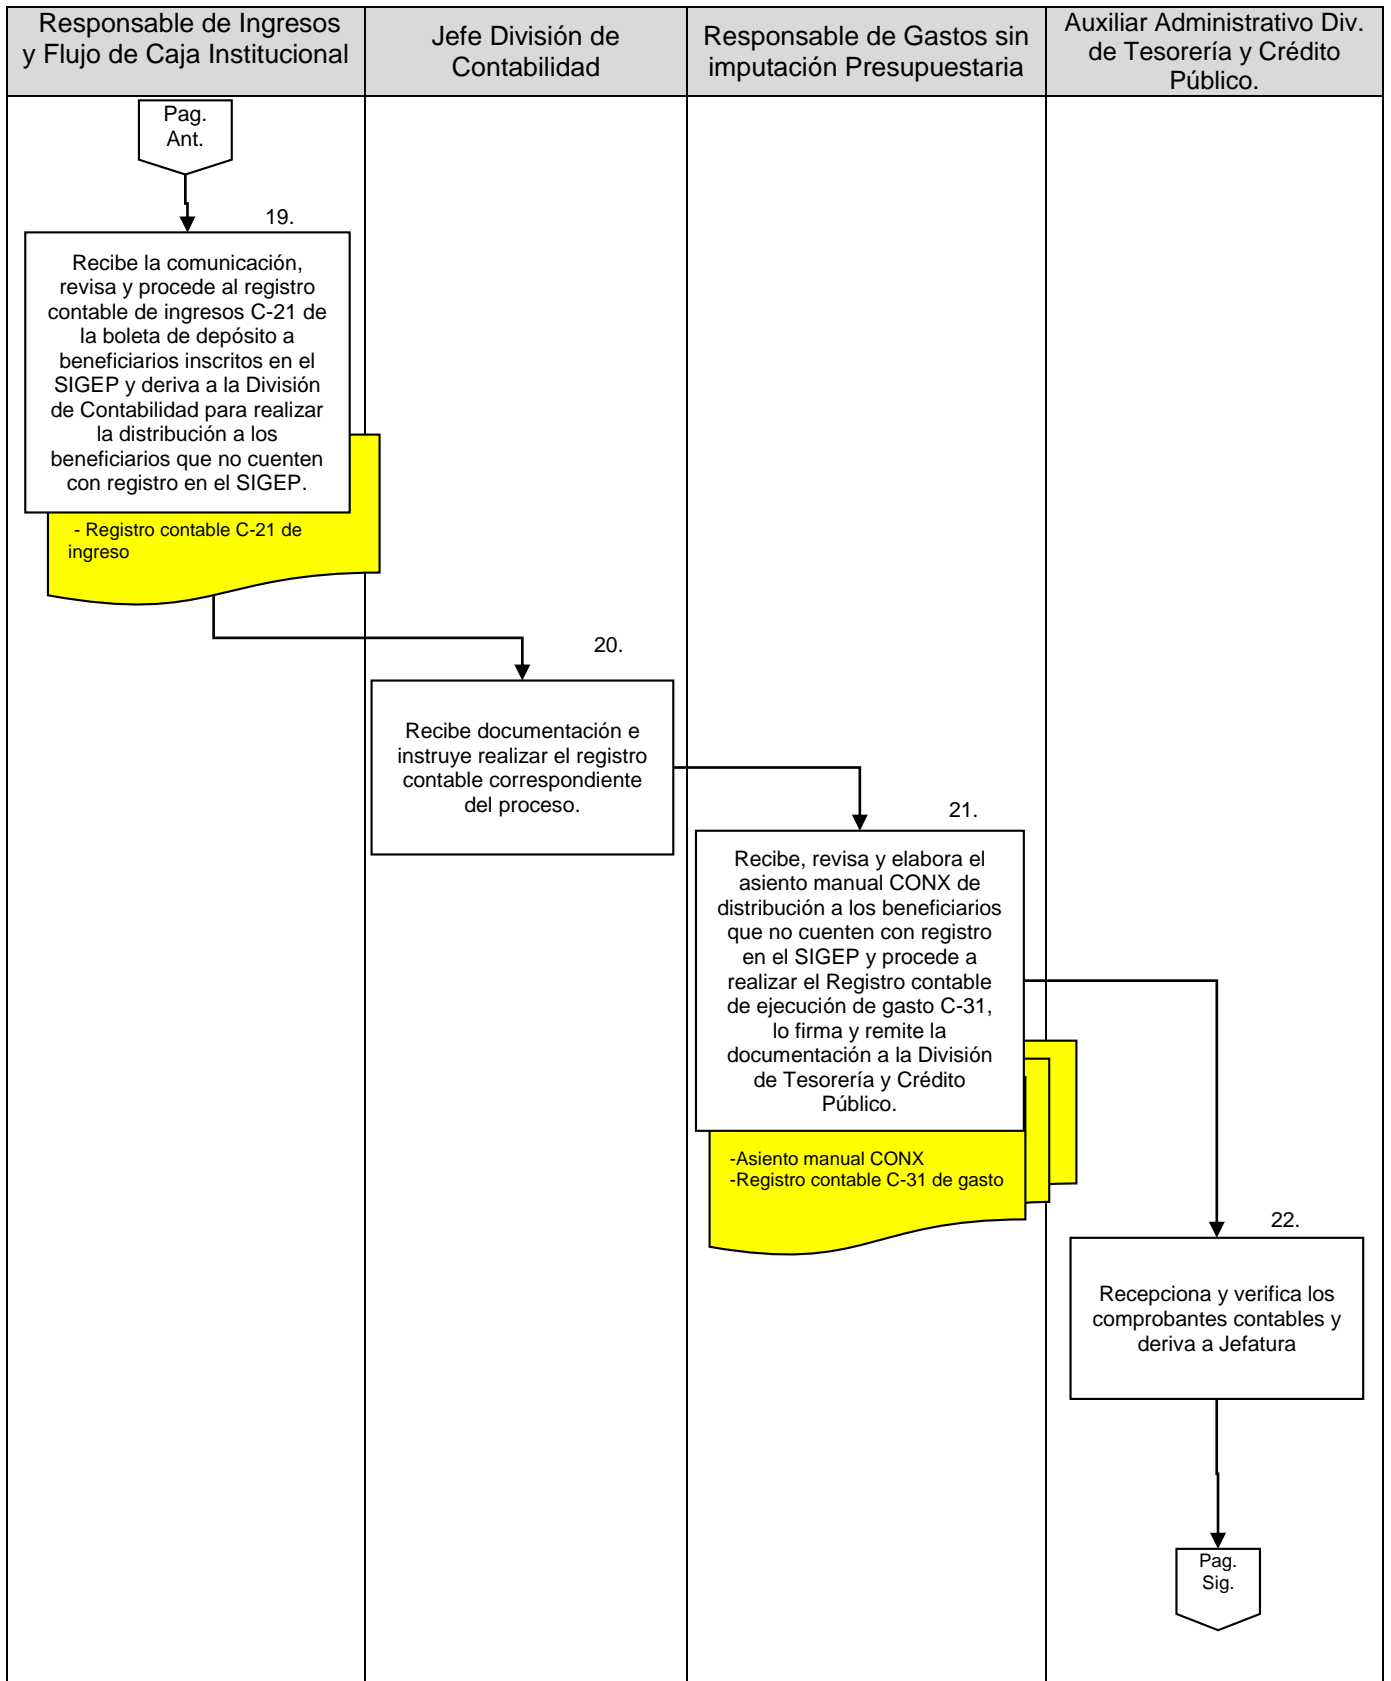 Responsable de Ingresos
y Flujo de Caja Institucional
Jefe División de
Contabilidad
Responsable de Gastos sin
imputación Presupuestaria
Auxiliar Administrativo Div.
de Tesorería y Crédito
Público.
Pag.
Ant.
19.
Recibe la comunicación,
revisa y procede al registro
contable de ingresos C-21 de
la boleta de depósito a
beneficiarios inscritos en el
SIGEP y deriva a la División
de Contabilidad para realizar
la distribución a los
beneficiarios que no cuenten
con registro en el SIGEP.
- Registro contable C-21 de
ingreso
20.
Recibe documentación e
instruye realizar el registro
contable correspondiente
del proceso.
21.
Recibe, revisa y elabora el
asiento manual CONX de
distribución a los beneficiarios
que no cuenten con registro
en el SIGEP y procede a
realizar el Registro contable
de ejecución de gasto C-31,
lo firma y remite la
documentación a la División
de Tesorería y Crédito
Público.
-Asiento manual CONX
-Registro contable C-31 de gasto
22.
Recepciona y verifica los
comprobantes contables y
deriva a Jefatura
Pag.
Sig.